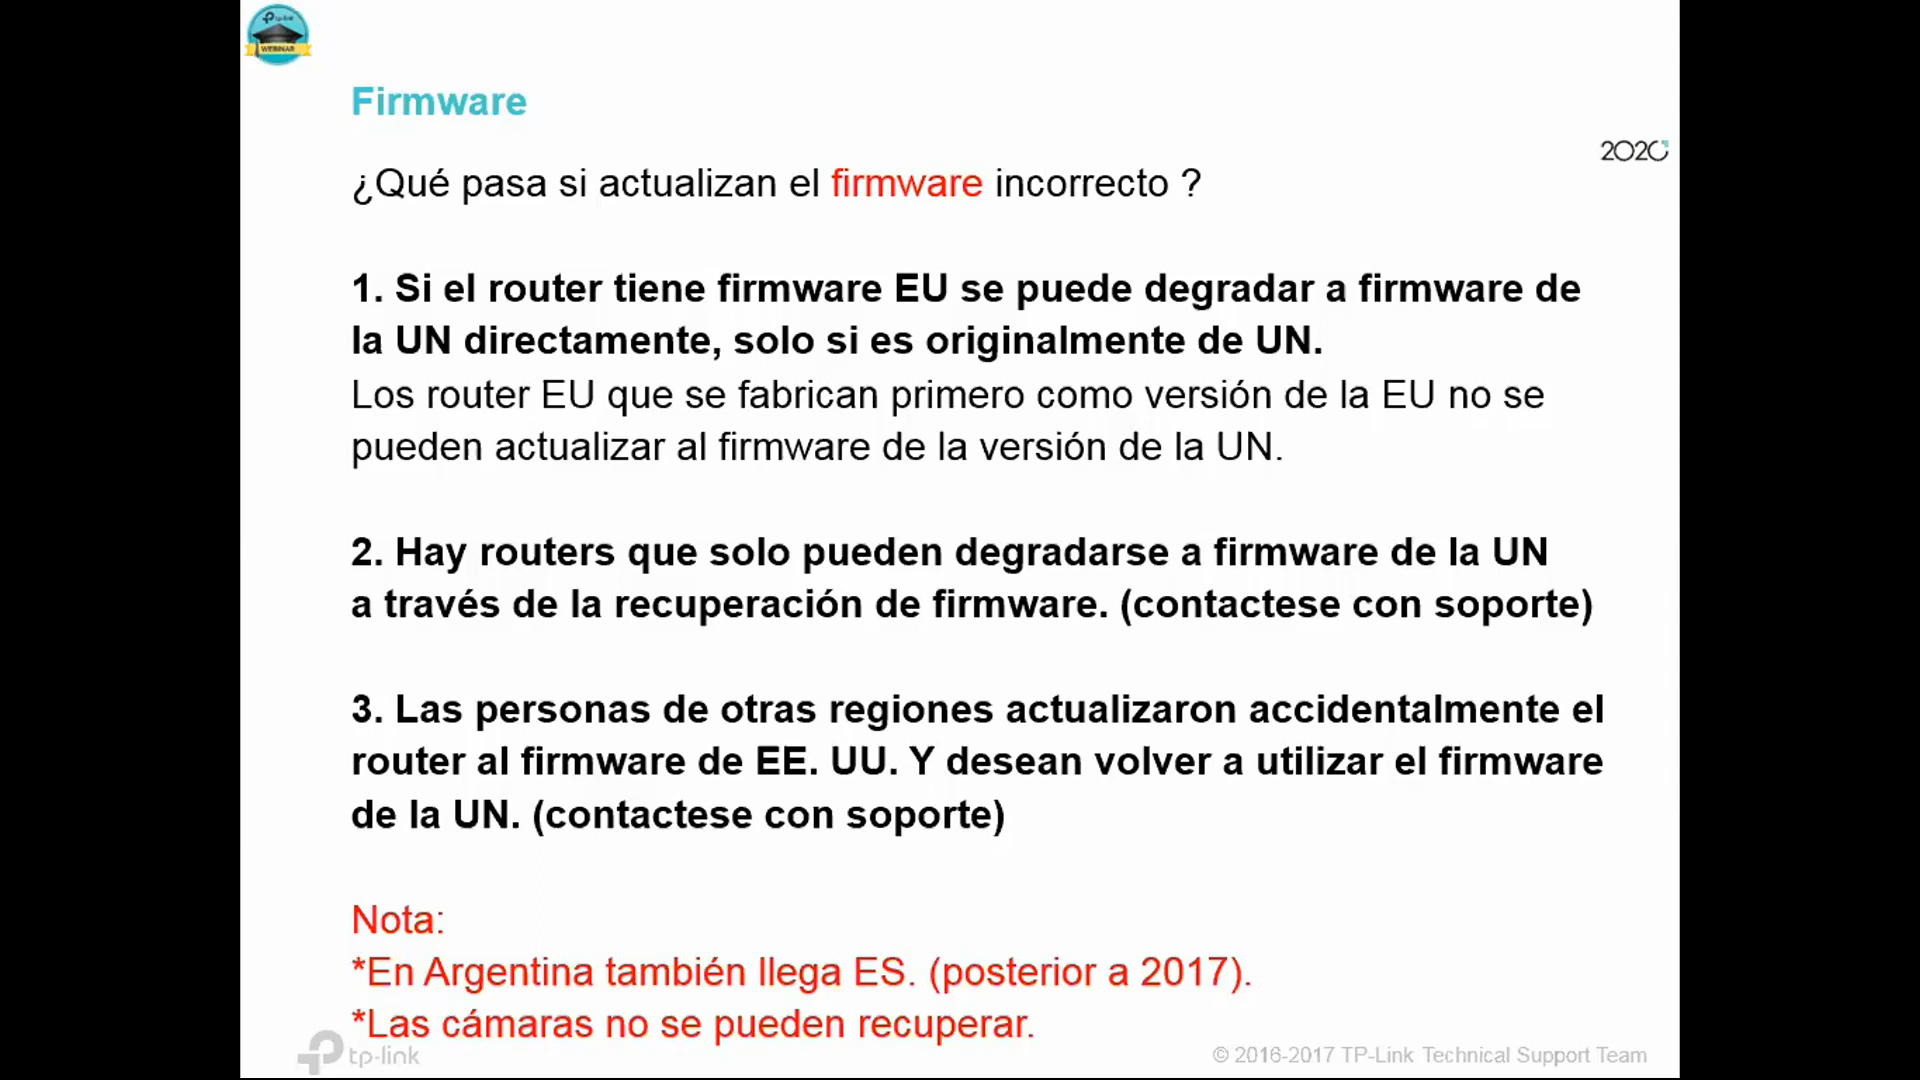 tp-link
WEBINAR
Firmware
2020
¿Qué pasa si actualizan el firmware incorrecto ?
1. Si el router tiene firmware EU se puede degradar a firmware de
la UN directamente, solo si es originalmente de UN.
Los router EU que se fabrican primero como versión de la EU no se
pueden actualizar al firmware de la versión de la UN.
2. Hay routers que solo pueden degradarse a firmware de la UN
a través de la recuperación de firmware. (contactese con soporte)
3. Las personas de otras regiones actualizaron accidentalmente el
router al firmware de EE. UU. Y desean volver a utilizar el firmware
de la UN. (contactese con soporte)
Nota:
*En Argentina también llega ES. (posterior a 2017).
*Las cámaras no se pueden recuperar.
tp-link
© 2016-2017 TP-Link Technical Support Team